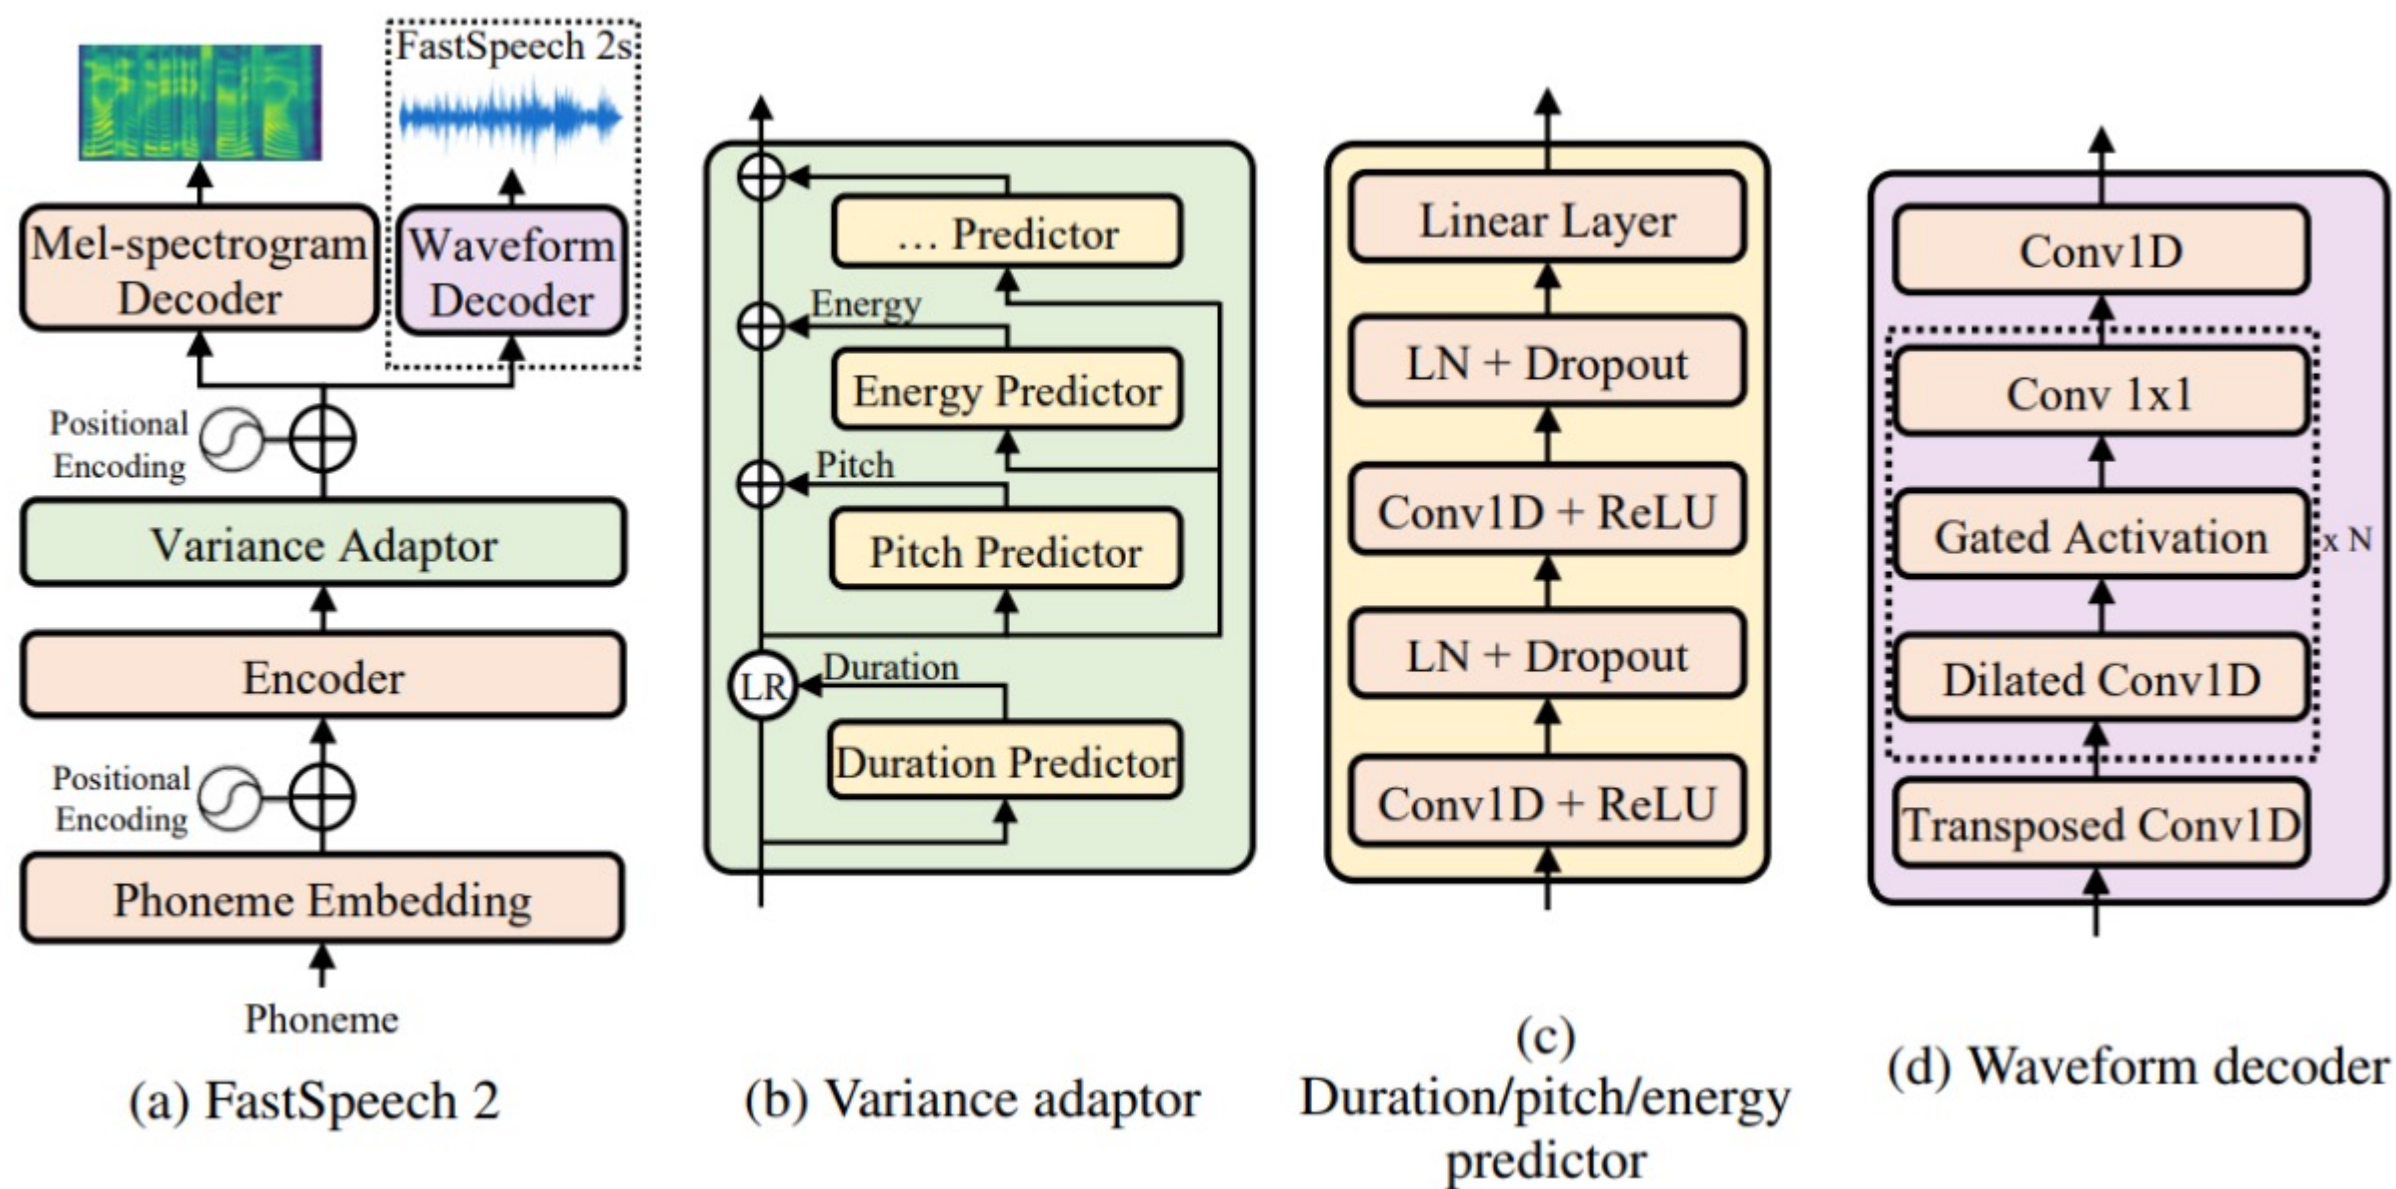 FastSpeech 2s
Mel-spectrogram
Decoder
Waveform
Decoder
Positional
Encoding
Variance Adaptor
Encoder
Positional
Encoding
Phoneme Embedding
Phoneme
(a) FastSpeech 2
... Predictor
Energy
Energy Predictor
Pitch
Pitch Predictor
LR
Duration
Duration Predictor
(b) Variance adaptor
Linear Layer
LN + Dropout
Conv1D + ReLU
LN + Dropout
Conv1D + ReLU
(c)
Duration/pitch/energy
predictor
Conv1D
Conv 1x1
Gated Activation
x N
Dilated Conv1D
Transposed Conv1D
(d) Waveform decoder